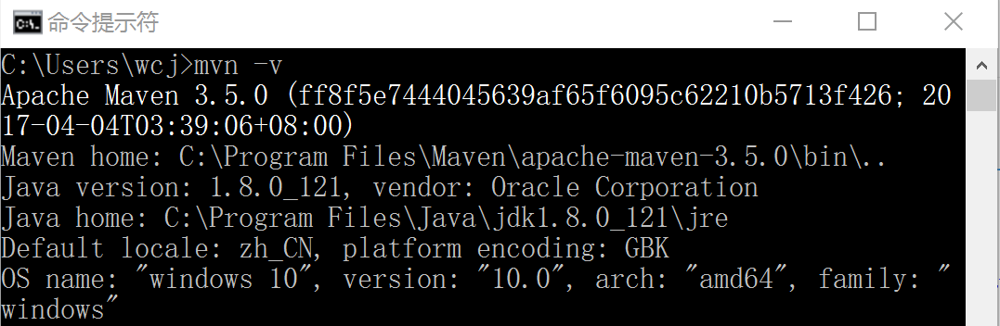 命令提示符
C:\Users\wcj>mvn -v
Apache Maven 3.5.0 (ff8f5e7444045639af65f6095c62210b5713f426; 20
17-04-04T03:39:06+08:00)
Maven home: C:\Program Files\Maven\apache-maven-3.5.0\bin\..
Java version: 1.8.0_121, vendor: Oracle Corporation
Java home: C:\Program Files\Java\jdk1.8.0_121\jre
Default locale: zh_CN, platform encoding: GBK
OS name: "windows 10", version: "10.0", arch: "amd64", family: "
windows"